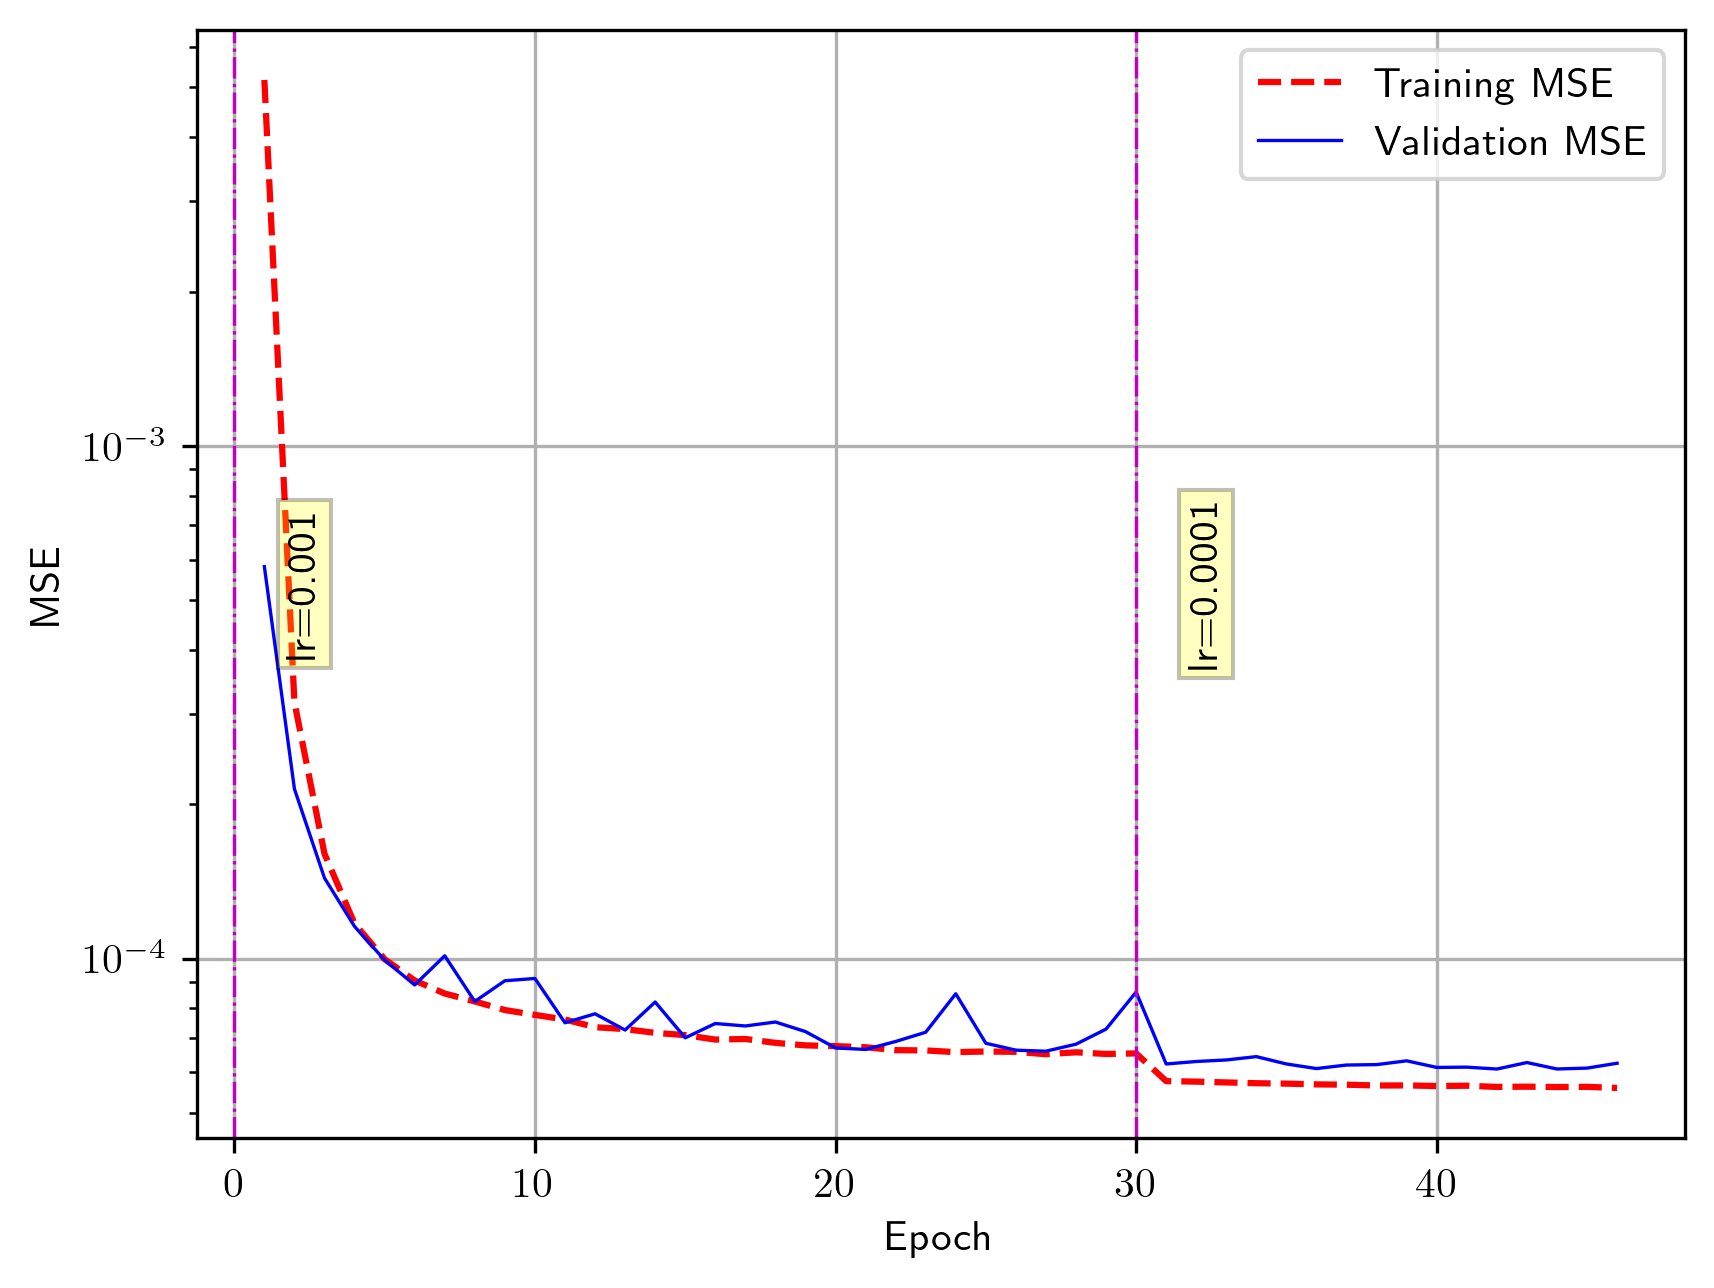 Training MSE
Validation MSE
10⁻³
10⁻⁴
MSE
lr=0.001
lr=0.0001
0 10 20 30 40
Epoch